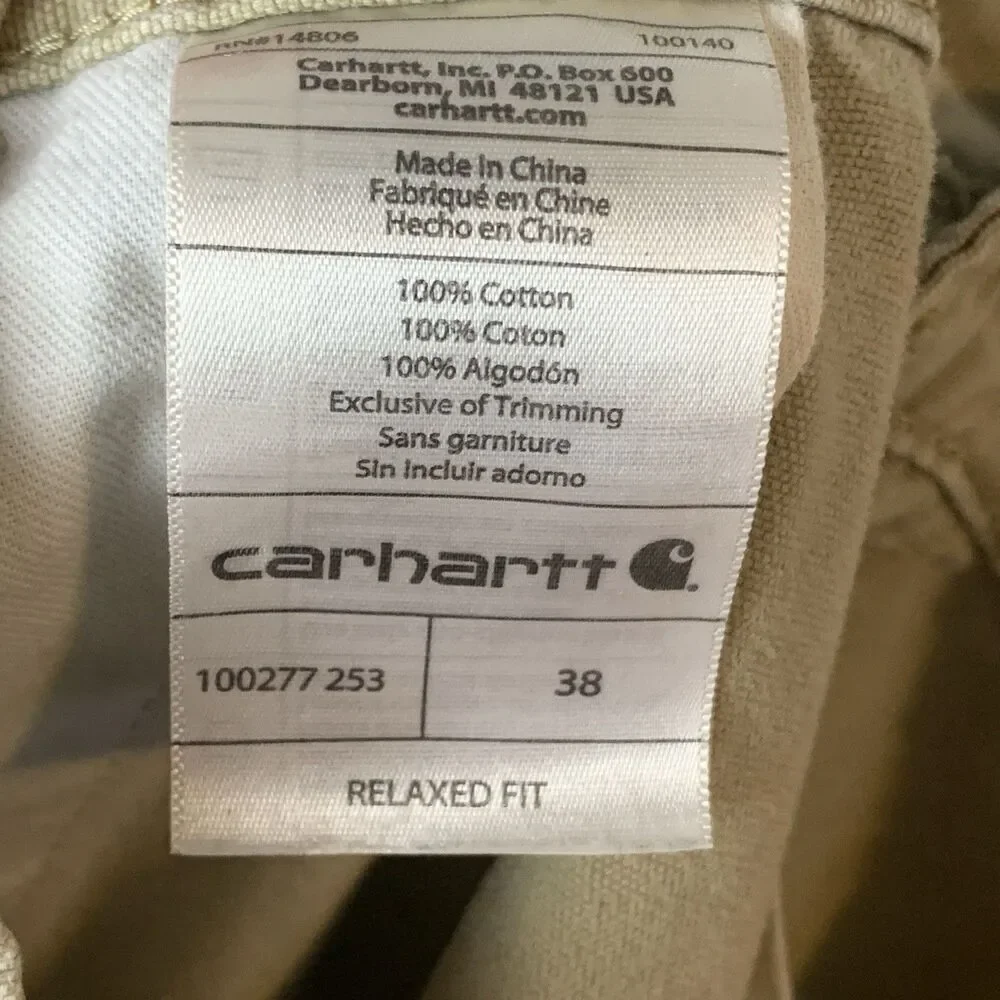 RN#14806 100140
Carhartt, Inc. P.O. Box 600
Dearborn, MI 48121 USA
carhartt.com
Made in China
Fabriqué en Chine
Hecho en China
100% Cotton
100% Coton
100% Algodón
Exclusive of Trimming
Sans garniture
Sin incluir adorno
carhartt
100277 253 38
RELAXED FIT